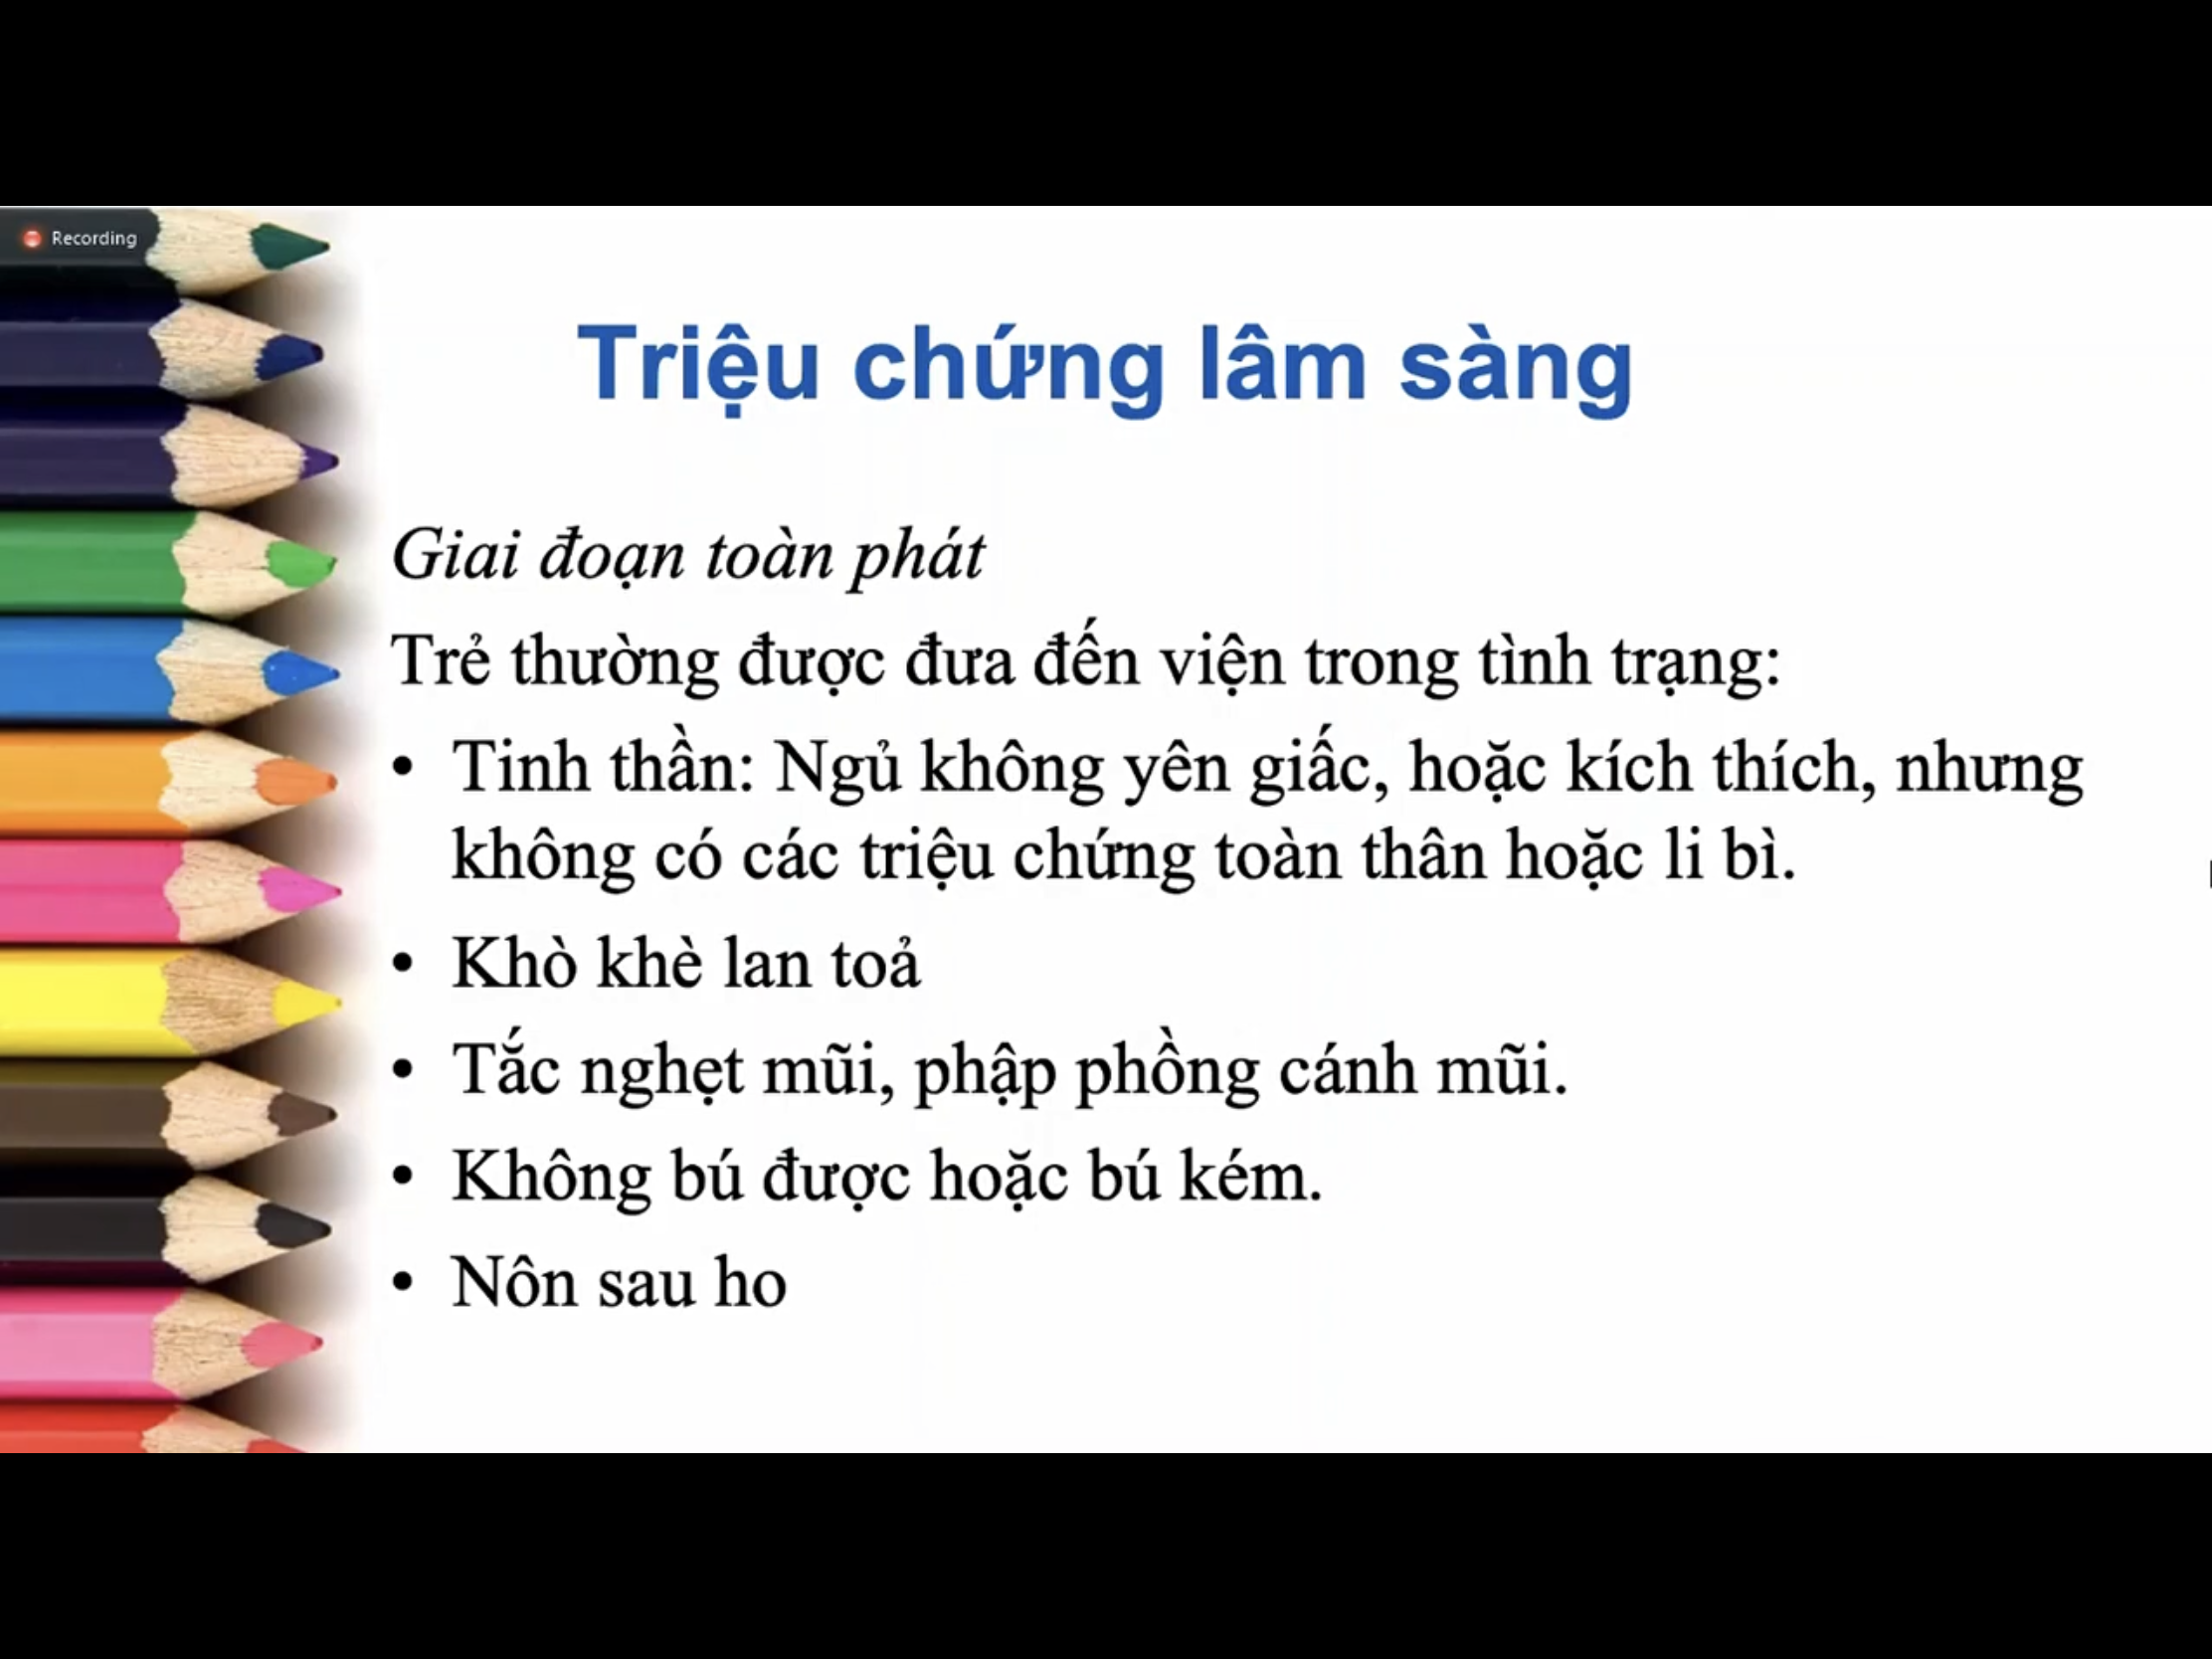 Recording
Triệu chứng lâm sàng
Giai đoạn toàn phát
Trẻ thường được đưa đến viện trong tình trạng:
• Tinh thần: Ngủ không yên giấc, hoặc kích thích, nhưng
không có các triệu chứng toàn thân hoặc li bì.
• Khò khè lan toả
• Tắc nghẹt mũi, phập phồng cánh mũi.
• Không bú được hoặc bú kém.
• Nôn sau ho